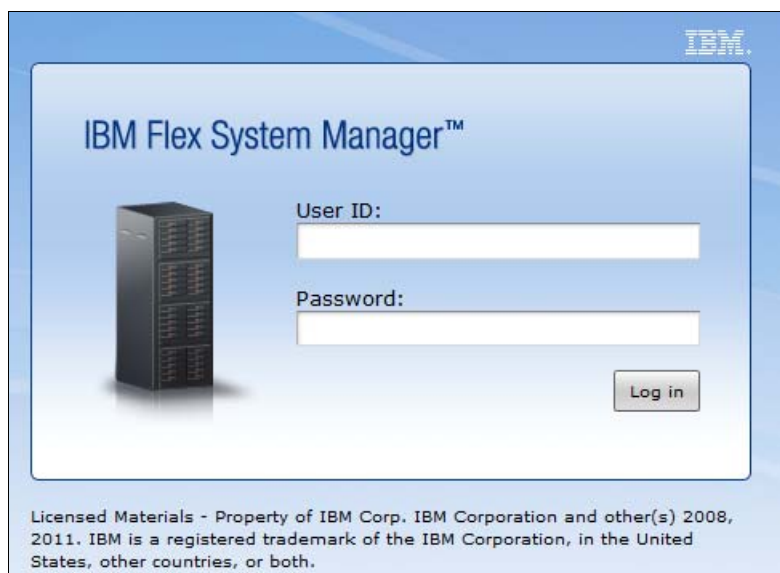 IBM.
IBM Flex System Manager™
User ID:
Password:
Log in
Licensed Materials - Property of IBM Corp. IBM Corporation and other(s) 2008,
2011. IBM is a registered trademark of the IBM Corporation, in the United
States, other countries, or both.